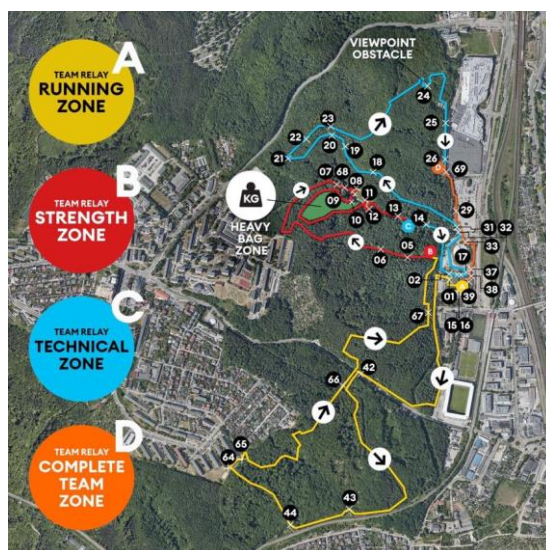 A
TEAM RELAY
RUNNING
ZONE
B
TEAM RELAY
STRENGTH
ZONE
C
TEAM RELAY
TECHNICAL
ZONE
D
TEAM RELAY
COMPLETE
TEAM
ZONE
VIEWPOINT
OBSTACLE
24
25
23
22
20
19
21
18
26
69
D
07 68
08
KG
09
11
10
12
13
14
C
29
31 32
33
17
HEAVY
BAG
ZONE
05
B
06
02
37
38
01 39
A
67
15 16
42
66
65
64
43
44